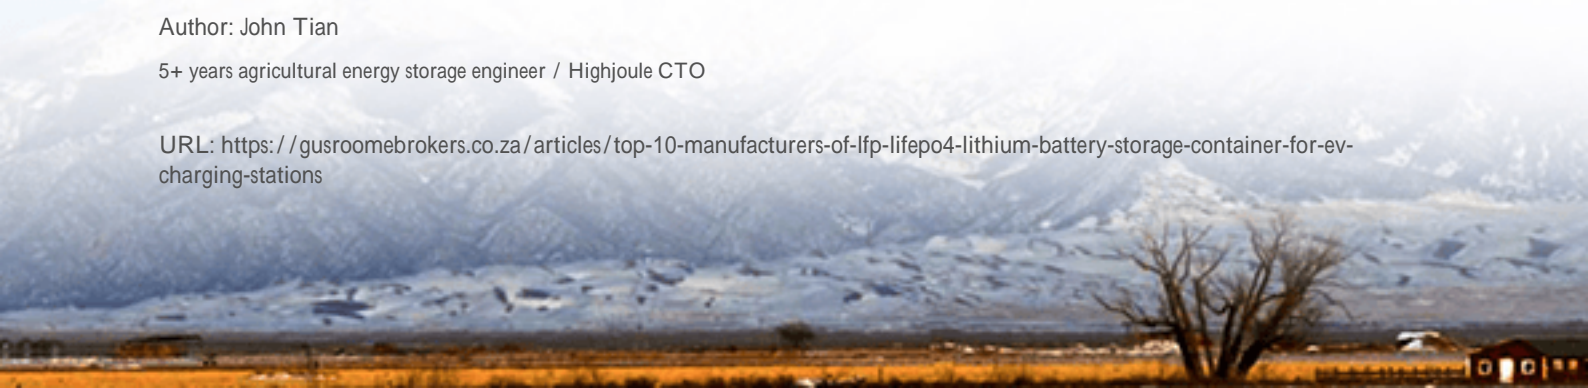 Author: John Tian
5+ years agricultural energy storage engineer / Highjoule CTO
URL: https://gusroomebrokers.co.za/articles/top-10-manufacturers-of-lfp-lifepo4-lithium-battery-storage-container-for-ev-
charging-stations